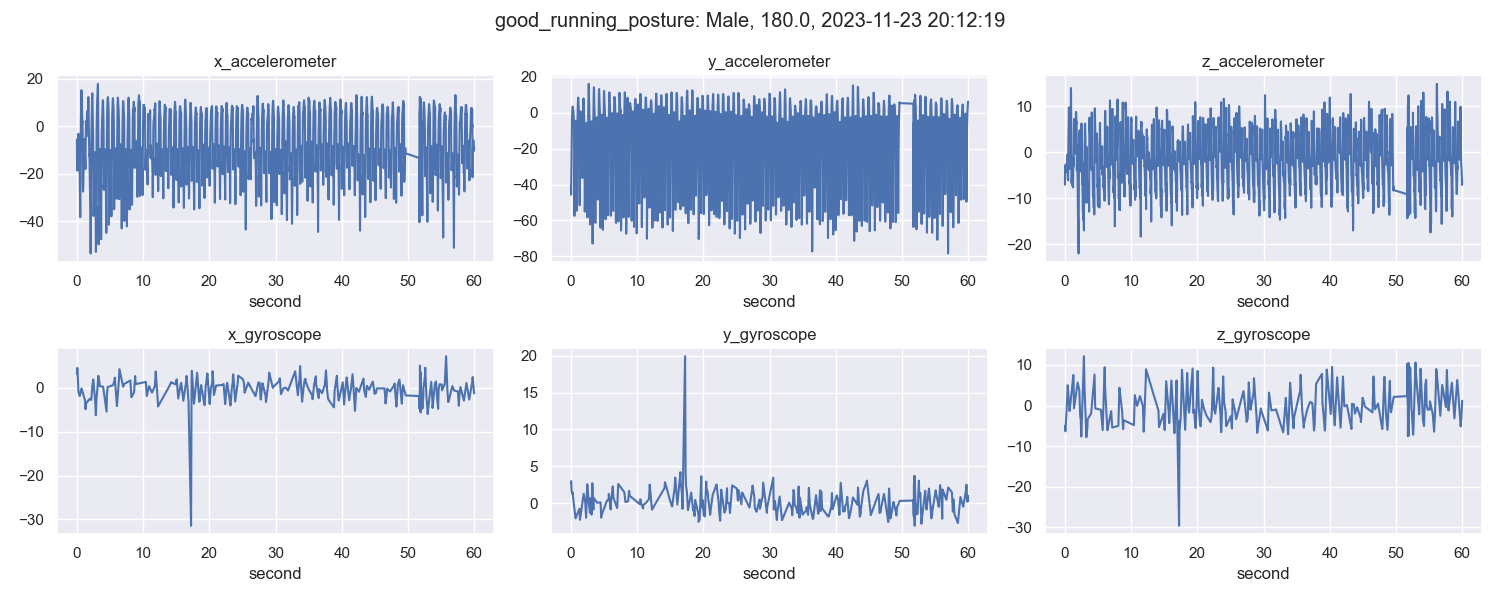 good_running_posture: Male, 180.0, 2023-11-23 20:12:19
x_accelerometer
20
0
−20
−40
0 10 20 30 40 50 60
second
y_accelerometer
20
0
−20
−40
−60
−80
0 10 20 30 40 50 60
second
z_accelerometer
10
0
−10
−20
0 10 20 30 40 50 60
second
x_gyroscope
0
−10
−20
−30
0 10 20 30 40 50 60
second
y_gyroscope
20
15
10
5
0
0 10 20 30 40 50 60
second
z_gyroscope
10
0
−10
−20
−30
0 10 20 30 40 50 60
second